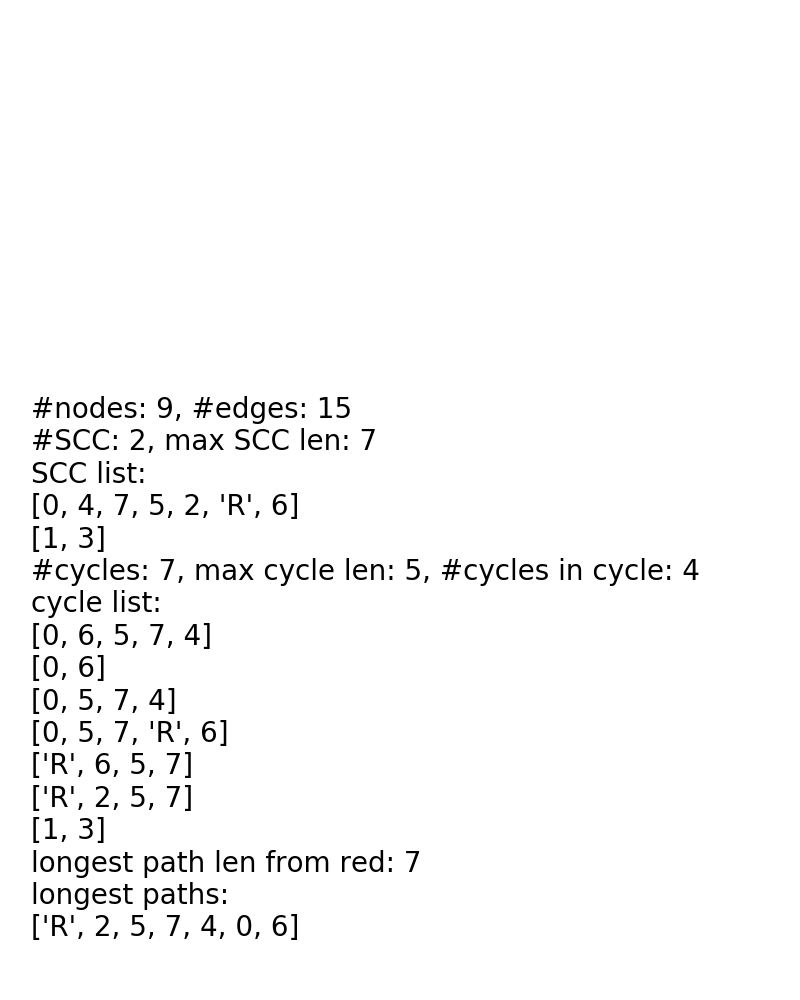 #nodes: 9, #edges: 15
#SCC: 2, max SCC len: 7
SCC list:
[0, 4, 7, 5, 2, 'R', 6]
[1, 3]
#cycles: 7, max cycle len: 5, #cycles in cycle: 4
cycle list:
[0, 6, 5, 7, 4]
[0, 6]
[0, 5, 7, 4]
[0, 5, 7, 'R', 6]
['R', 6, 5, 7]
['R', 2, 5, 7]
[1, 3]
longest path len from red: 7
longest paths:
['R', 2, 5, 7, 4, 0, 6]